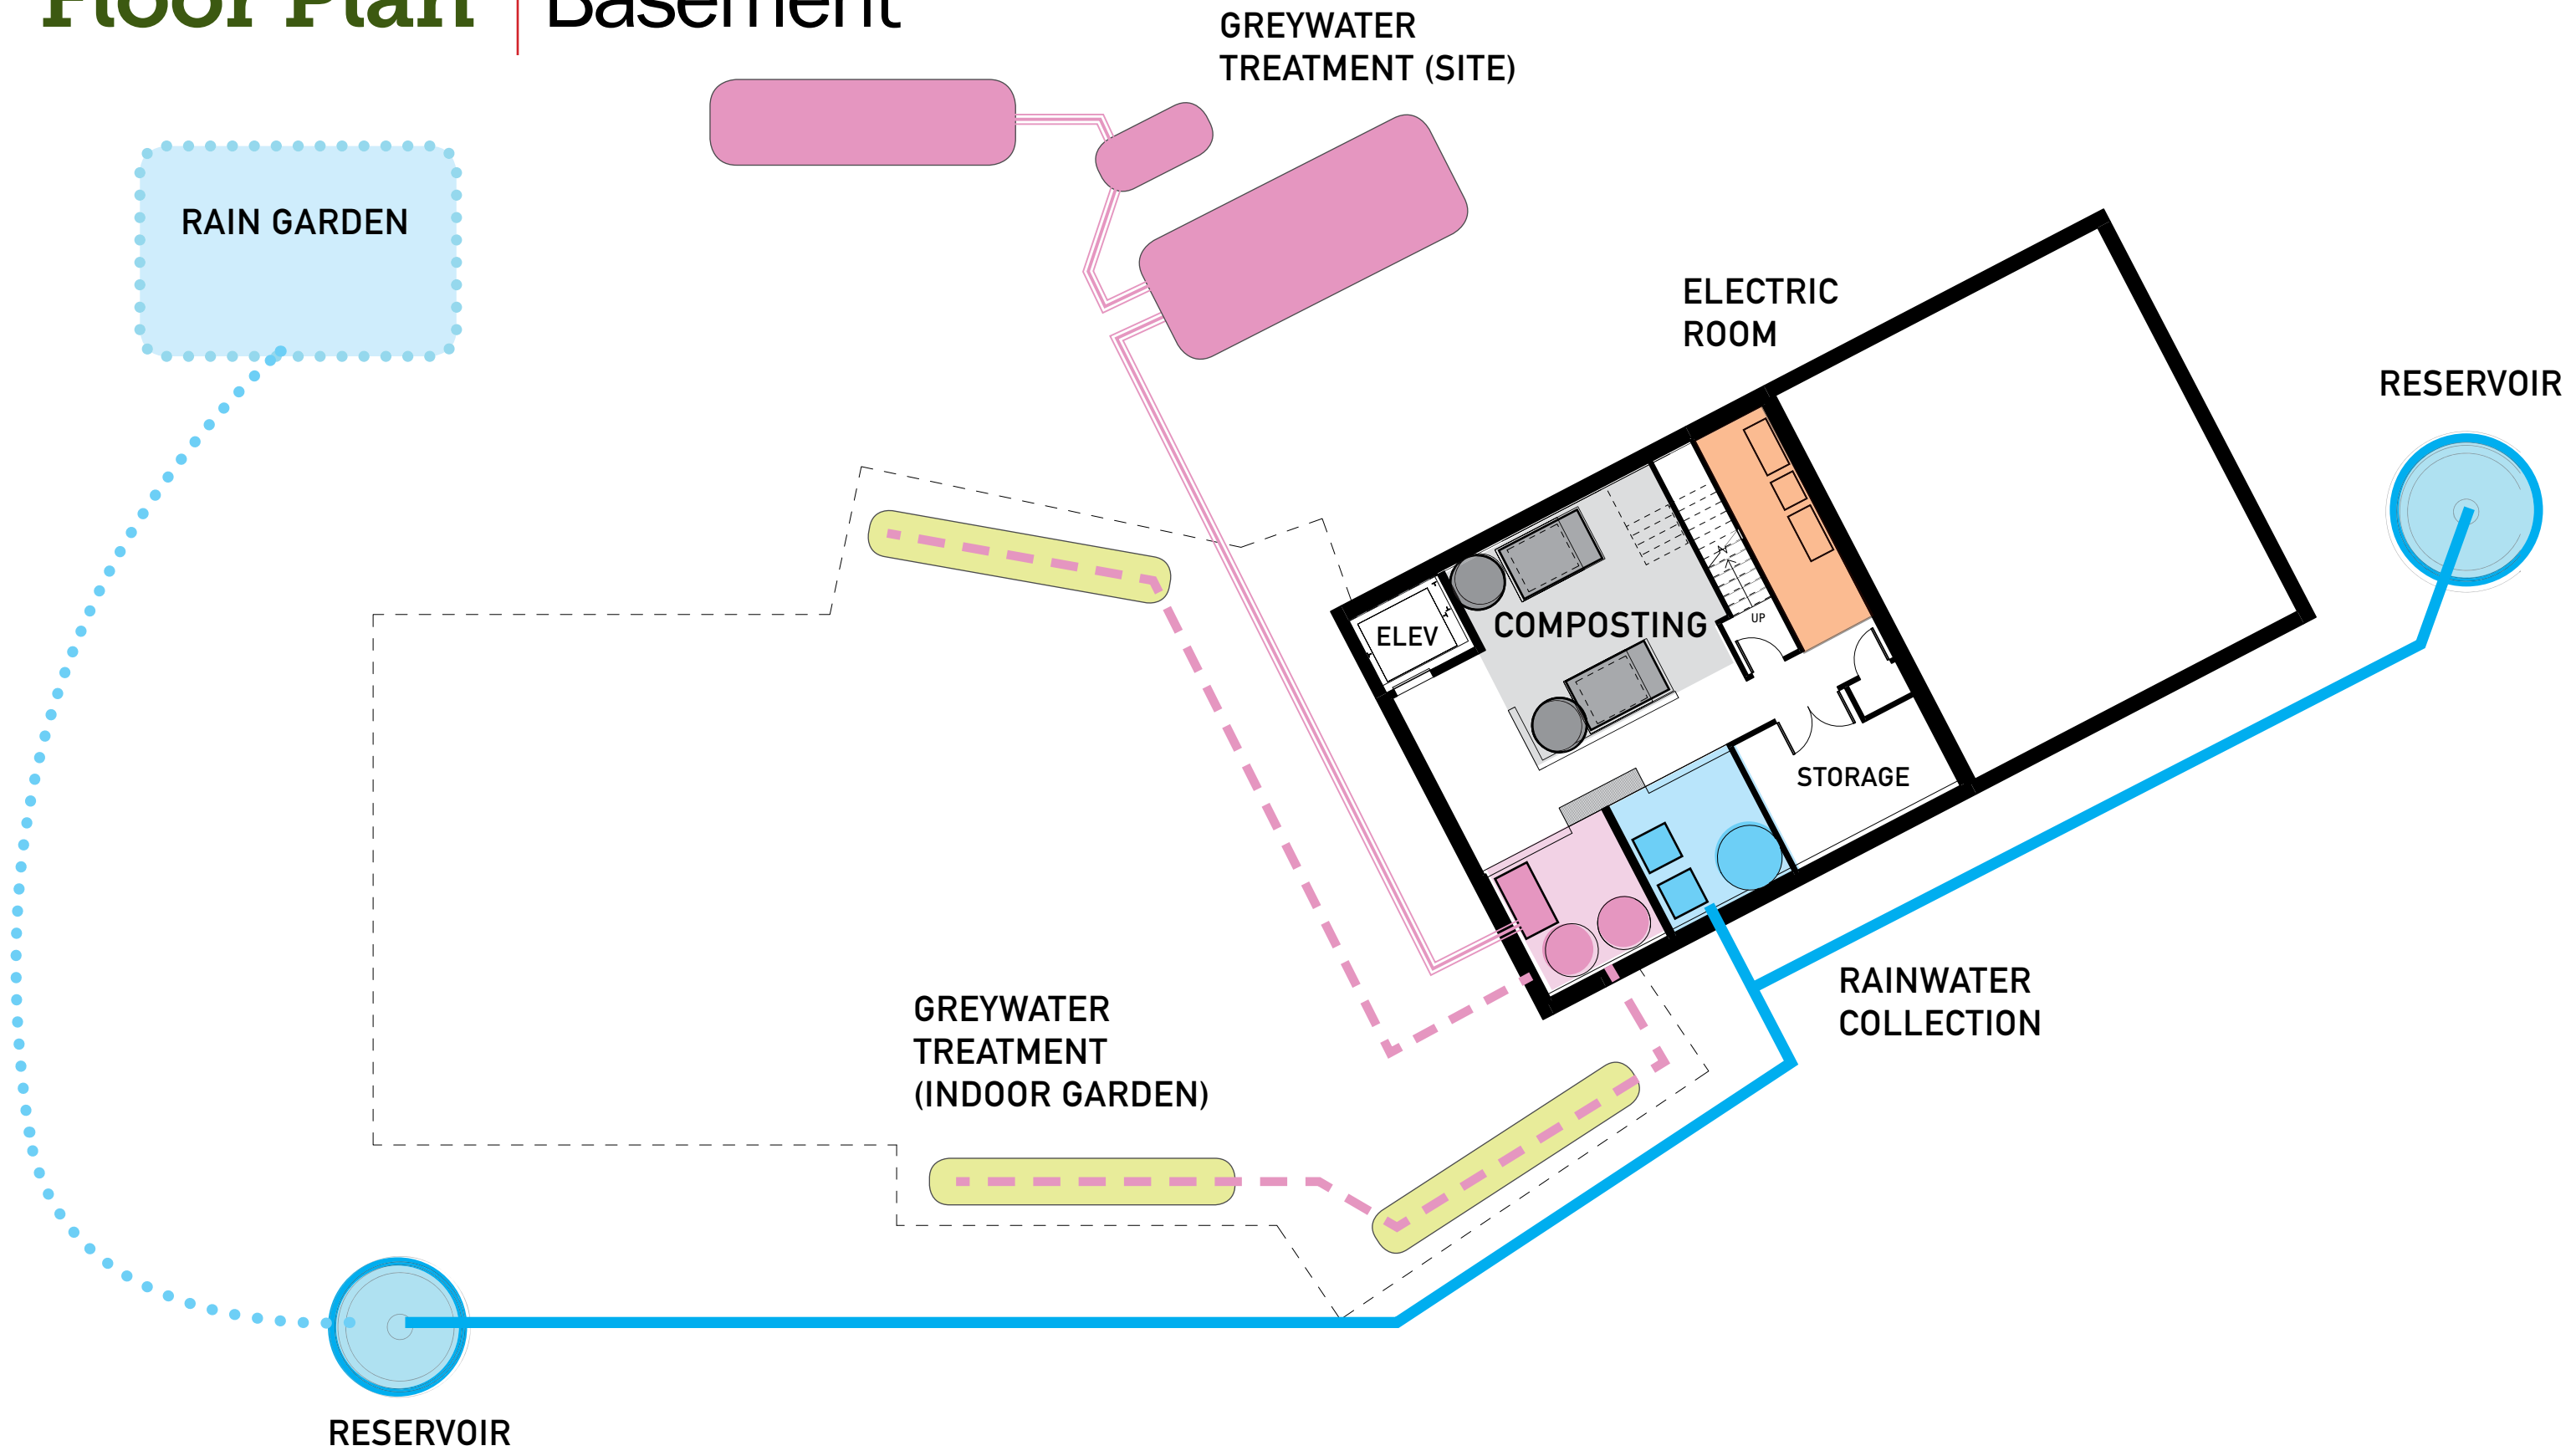 Floor Plan | Basement
GREYWATER
TREATMENT (SITE)
RAIN GARDEN
ELECTRIC
ROOM
RESERVOIR
ELEV
COMPOSTING
UP
STORAGE
RAINWATER
COLLECTION
GREYWATER
TREATMENT
(INDOOR GARDEN)
RESERVOIR